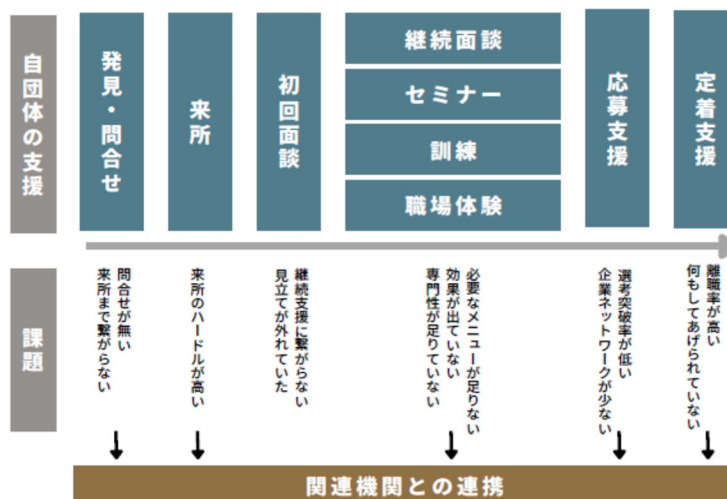 自団体の支援
発見・問合せ
来所
初回面談
継続面談
セミナー
訓練
職場体験
応募支援
定着支援
課題
問合せが無い
来所まで繋がらない
来所のハードルが高い
継続支援に繋がらない
見立てが外れていた
必要なメニューが足りない
効果が出ていない
専門性が足りていない
選考突破率が低い
企業ネットワークが少ない
離職率が高い
何もしてあげられていない
関連機関との連携